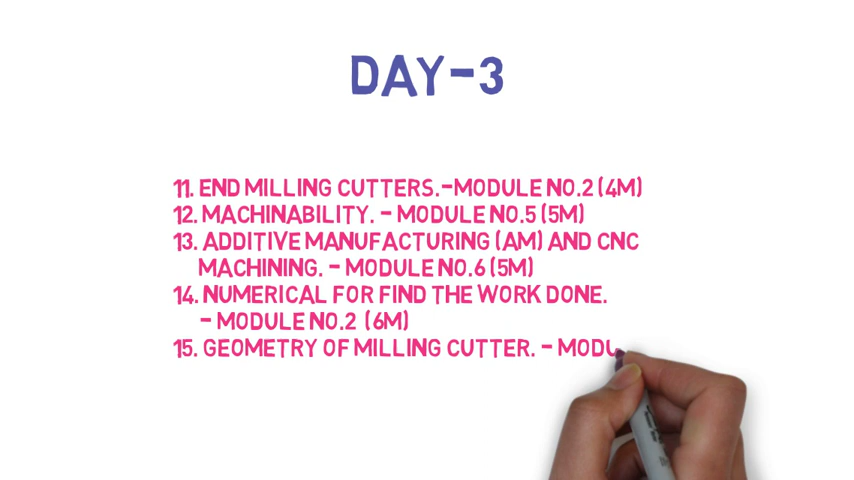 DAY-3
11. END MILLING CUTTERS.-MODULE NO.2 (4M)
12. MACHINABILITY. - MODULE NO.5 (5M)
13. ADDITIVE MANUFACTURING (AM) AND CNC
MACHINING. - MODULE NO.6 (5M)
14. NUMERICAL FOR FIND THE WORK DONE.
- MODULE NO.2 (6M)
15. GEOMETRY OF MILLING CUTTER. - MODU